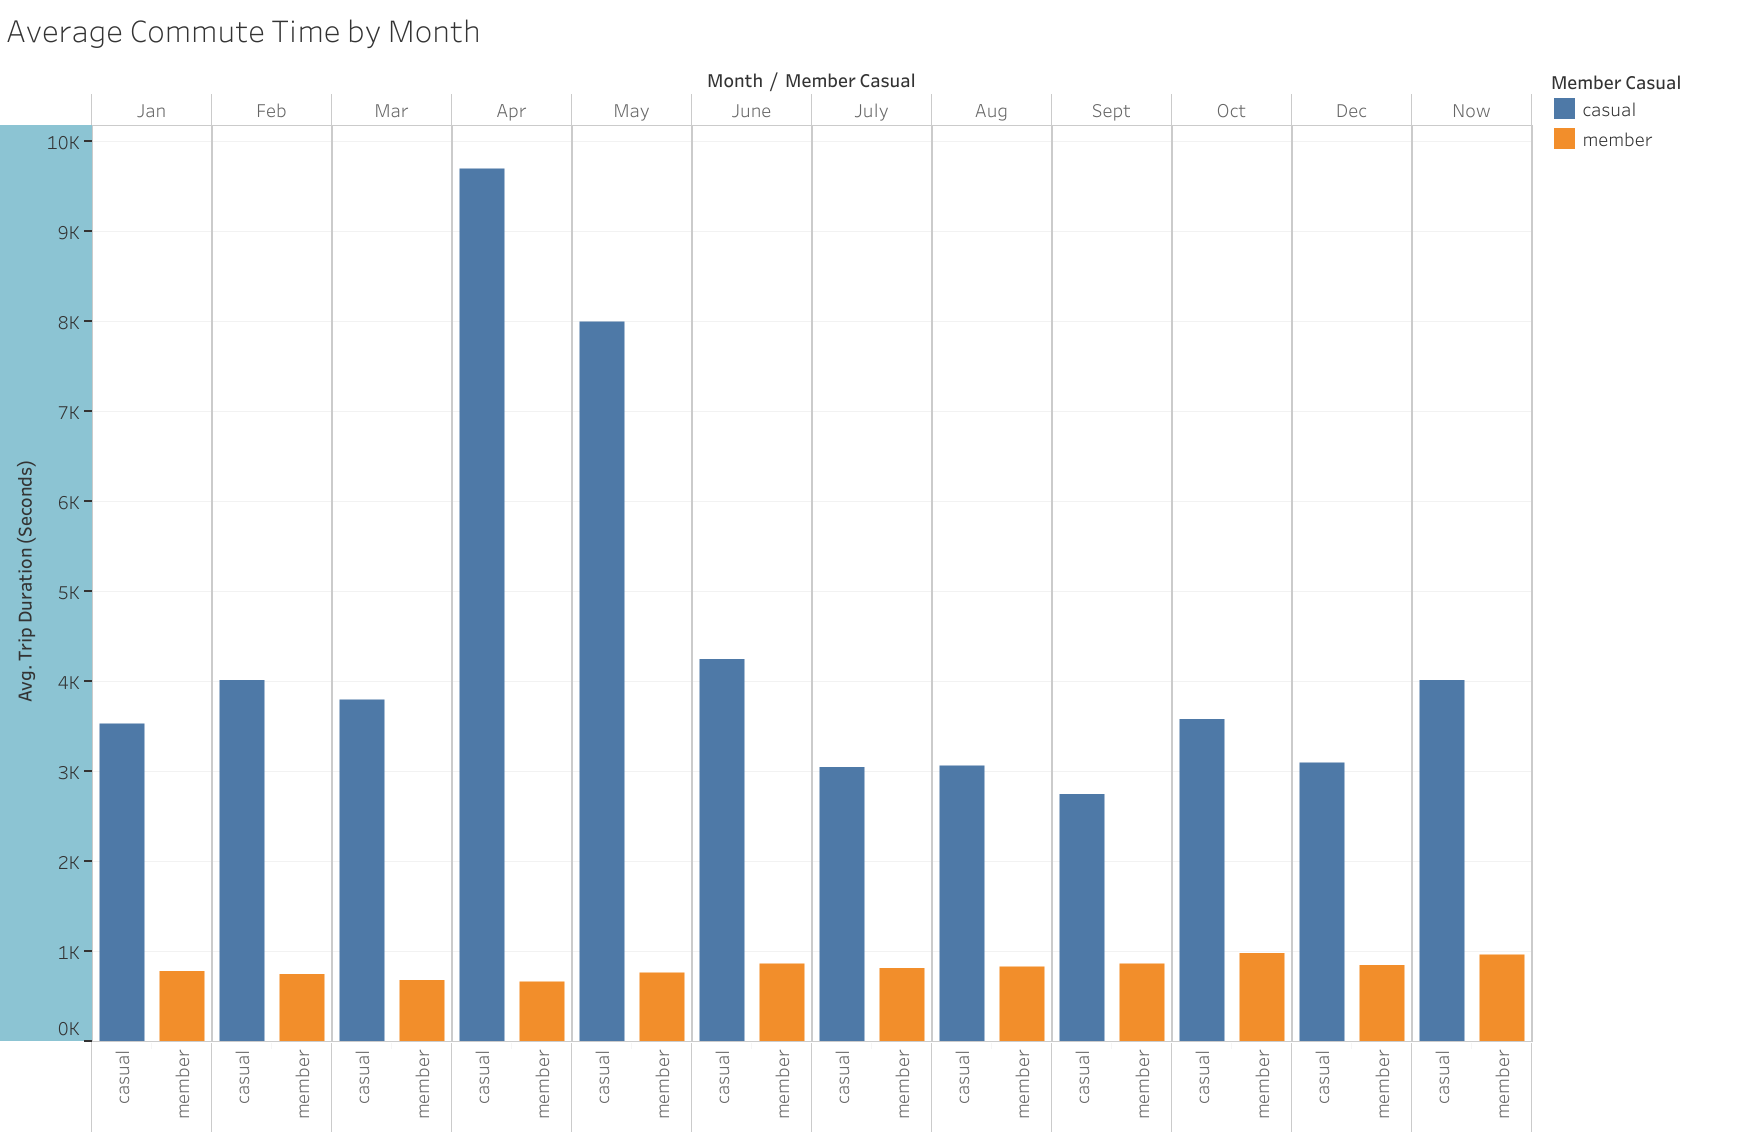 Average Commute Time by Month
Month / Member Casual
Jan Feb Mar Apr May June July Aug Sept Oct Dec Now
Member Casual
casual
member
Avg. Trip Duration (Seconds)
10K
9K
8K
7K
6K
5K
4K
3K
2K
1K
0K
casual member casual member casual member casual member casual member casual member casual member casual member casual member casual member casual member casual member